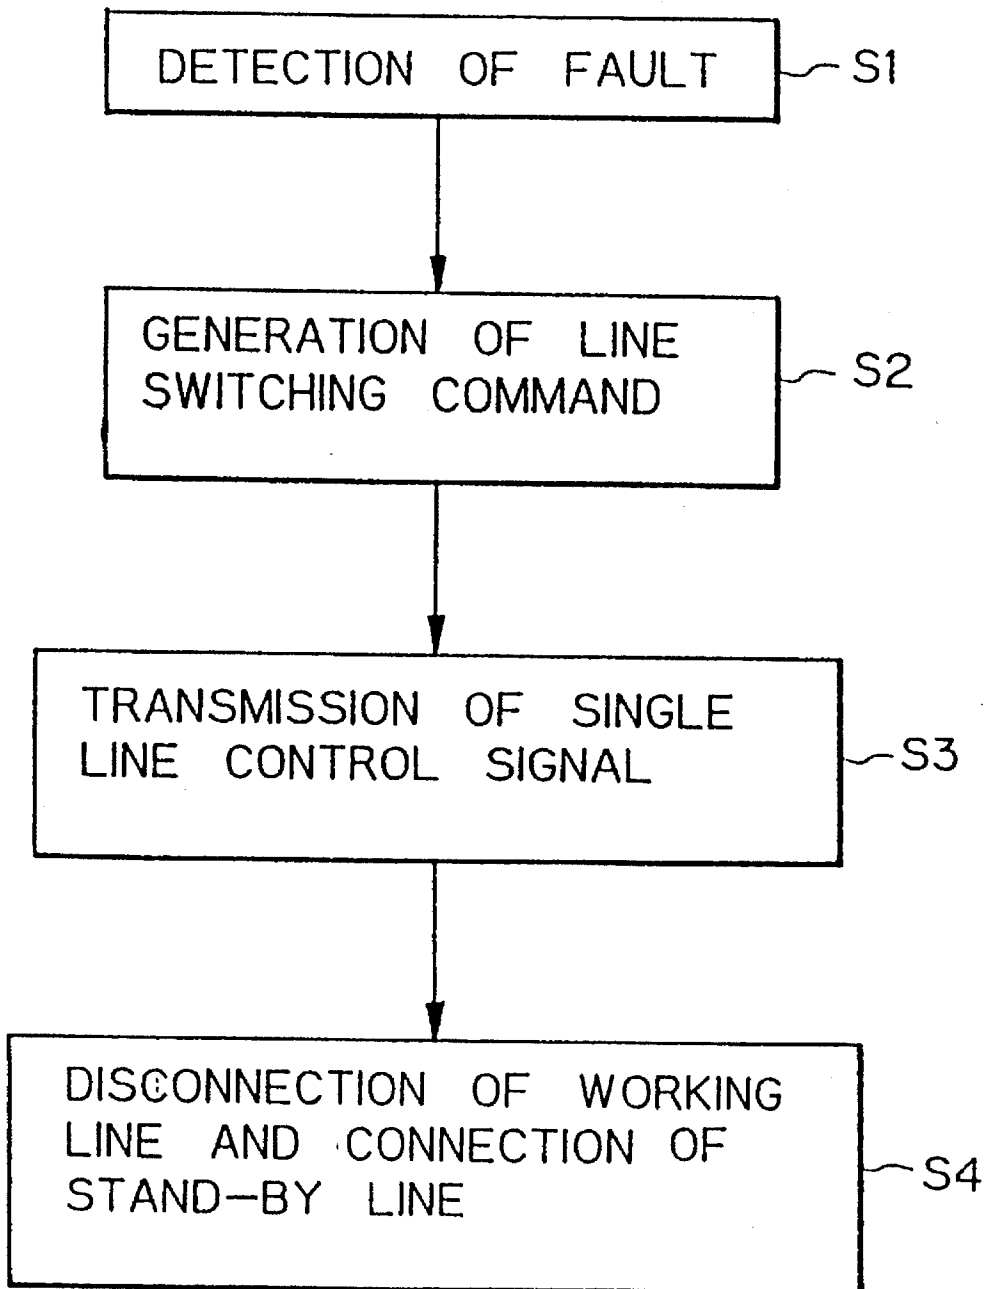 DETECTION OF FAULT
S1
GENERATION OF LINE
SWITCHING COMMAND
S2
TRANSMISSION OF SINGLE
LINE CONTROL SIGNAL
S3
DISCONNECTION OF WORKING
LINE AND CONNECTION OF
STAND-BY LINE
S4